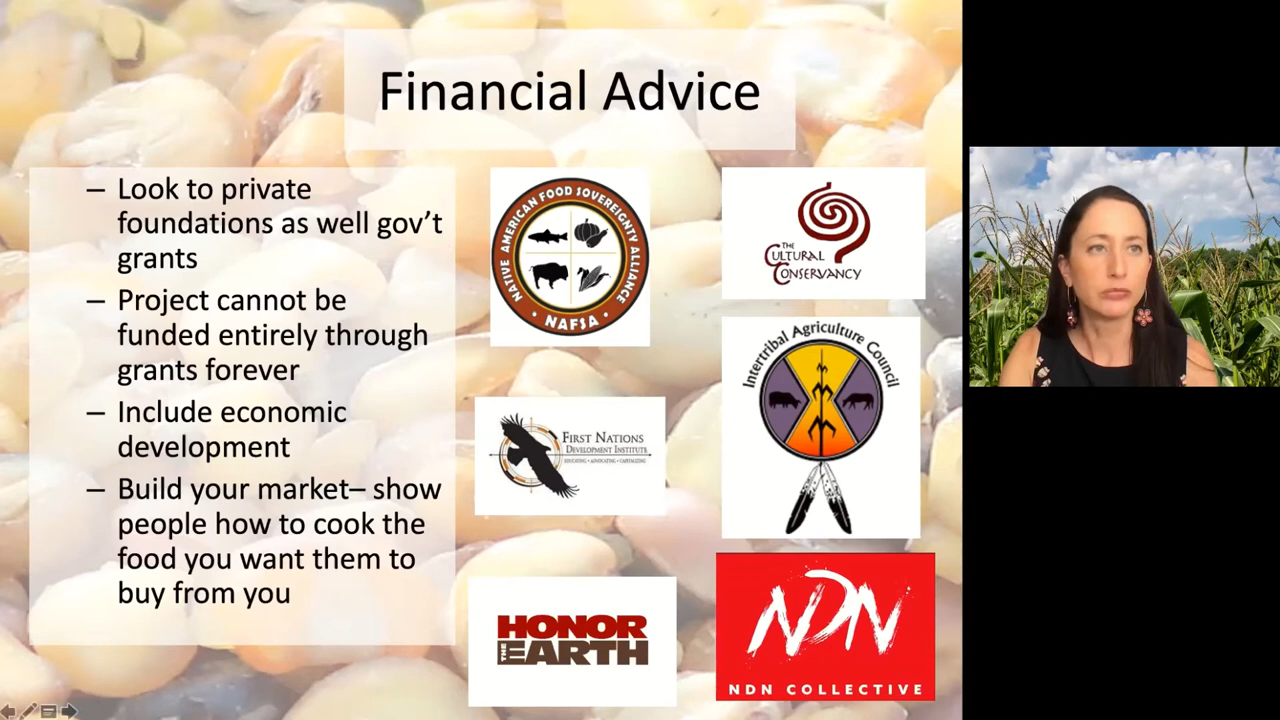 Financial Advice
– Look to private
foundations as well gov’t
grants
– Project cannot be
funded entirely through
grants forever
– Include economic
development
– Build your market– show
people how to cook the
food you want them to
buy from you
NATIVE AMERICAN FOOD SOVEREIGNTY ALLIANCE
• NAFSA •
THE
CULTURAL
CONSERVANCY
Intertribal Agriculture Council
FIRST NATIONS
DEVELOPMENT INSTITUTE
EDUCATING • ADVOCATING • CAPITALIZING
HONOR
THE EARTH
NDN
NDN COLLECTIVE